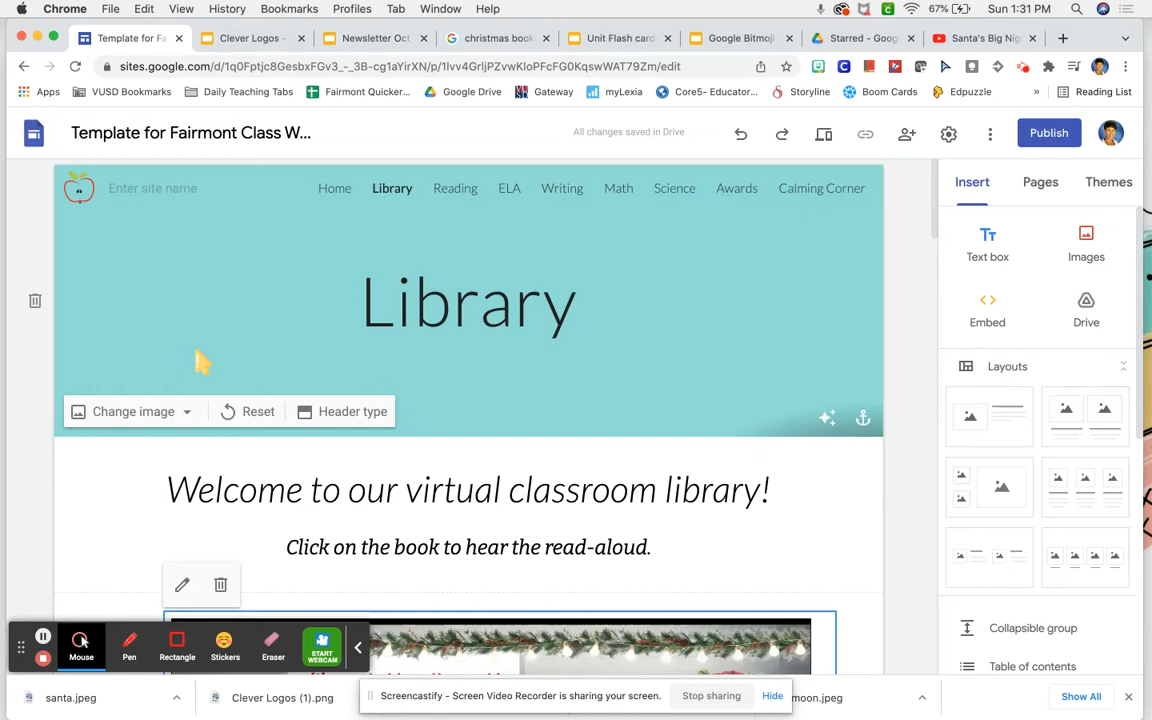 Chrome File Edit View History Bookmarks Profiles Tab Window Help 67% Sun 1:31 PM
Template for Fa Clever Logos - Newsletter Oct christmas book Unit Flash card Google Bitmoji Starred - Googl Santa's Big Nig
sites.google.com/d/1q0Fptjc8GesbxFGv3_-_3B-cg1aYirXN/p/1Ivv4GrIjPZvwKloPFcFG0KqswWAT79Zm/edit
Apps VUSD Bookmarks Daily Teaching Tabs Fairmont Quicker... Google Drive Gateway myLexia Core5- Educator... Storyline Boom Cards Edpuzzle » Reading List
Template for Fairmont Class W... All changes saved in Drive Publish
Enter site name Home Library Reading ELA Writing Math Science Awards Calming Corner
Insert Pages Themes
Text box Images
Embed Drive
Library
Layouts
Change image Reset Header type
Welcome to our virtual classroom library!
Click on the book to hear the read-aloud.
Collapsible group
Table of contents
Mouse Pen Rectangle Stickers Eraser START WEBCAM
santa.jpeg Clever Logos (1).png Screencastify - Screen Video Recorder is sharing your screen. Stop sharing Hide moon.jpeg Show All